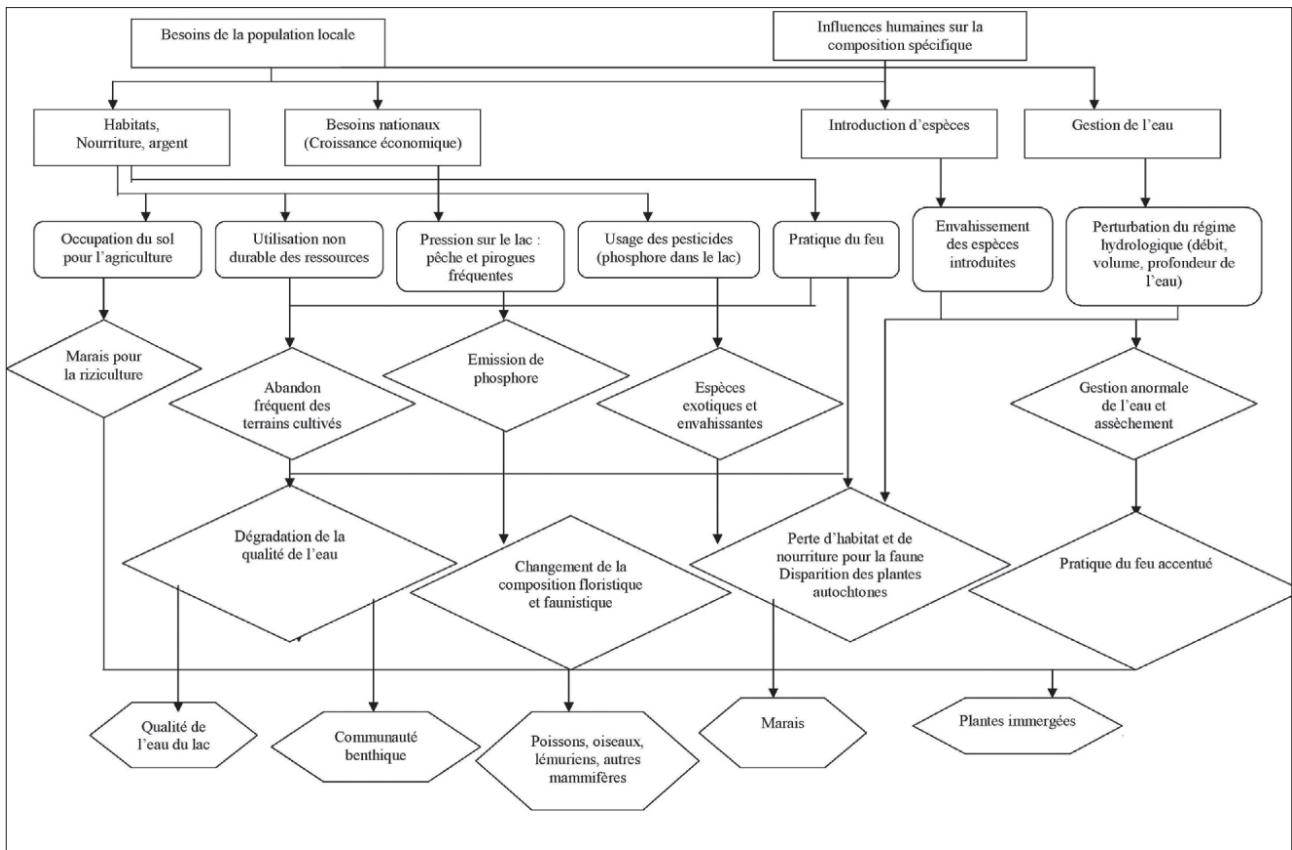 Besoins de la population locale
Influences humaines sur la
composition spécifique
Habitats,
Nourriture, argent
Besoins nationaux
(Croissance économique)
Introduction d'espèces
Gestion de l'eau
Occupation du sol
pour l'agriculture
Utilisation non
durable des ressources
Pression sur le lac :
pêche et pirogues
fréquentes
Usage des pesticides
(phosphore dans le lac)
Pratique du feu
Envahissement
des espèces
introduites
Perturbation du régime
hydrologique (débit,
volume, profondeur de
l'eau)
Marais pour
la riziculture
Abandon
fréquent des
terrains cultivés
Emission de
phosphore
Espèces
exotiques et
envahissantes
Gestion anormale
de l'eau et
assèchement
Dégradation de la
qualité de l'eau
Changement de la
composition floristique
et faunistique
Perte d'habitat et de
nourriture pour la faune
Disparition des plantes
autochtones
Pratique du feu accentué
Qualité de
l'eau du lac
Communauté
benthique
Poissons, oiseaux,
lémuriens, autres
mammifères
Marais
Plantes immergées